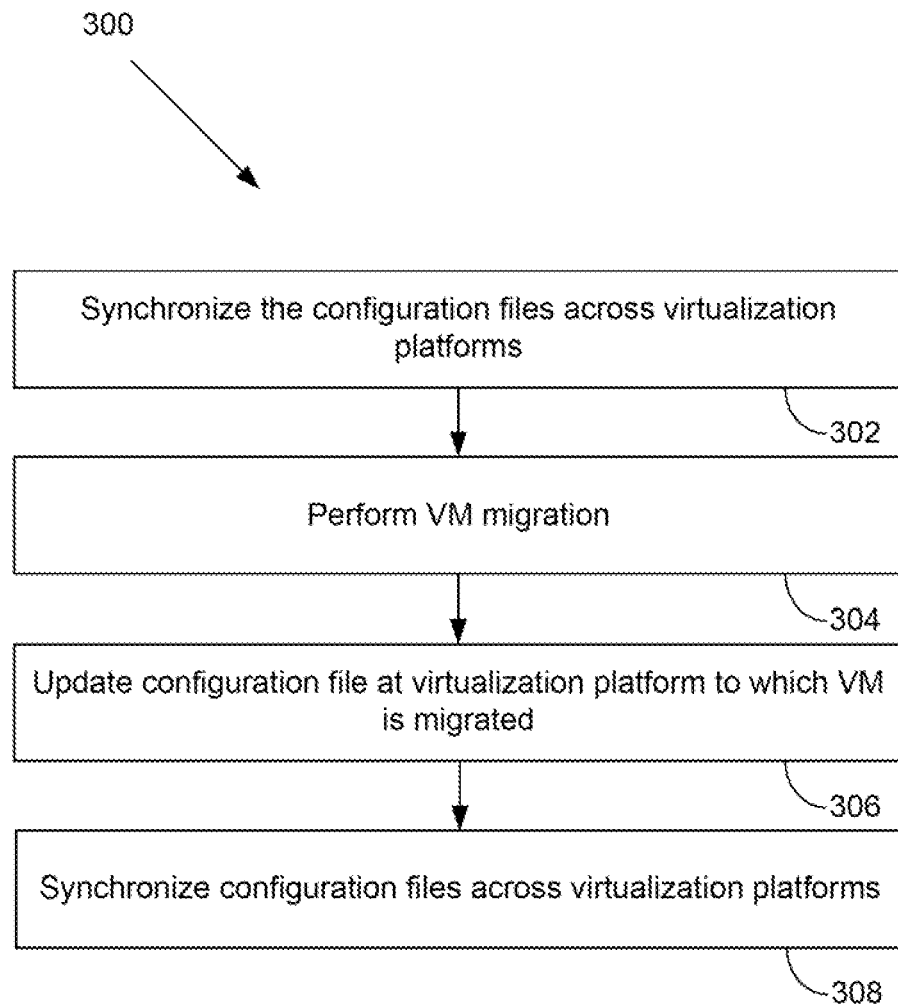 300
Synchronize the configuration files across virtualization
platforms
302
Perform VM migration
304
Update configuration file at virtualization platform to which VM
is migrated
306
Synchronize configuration files across virtualization platforms
308